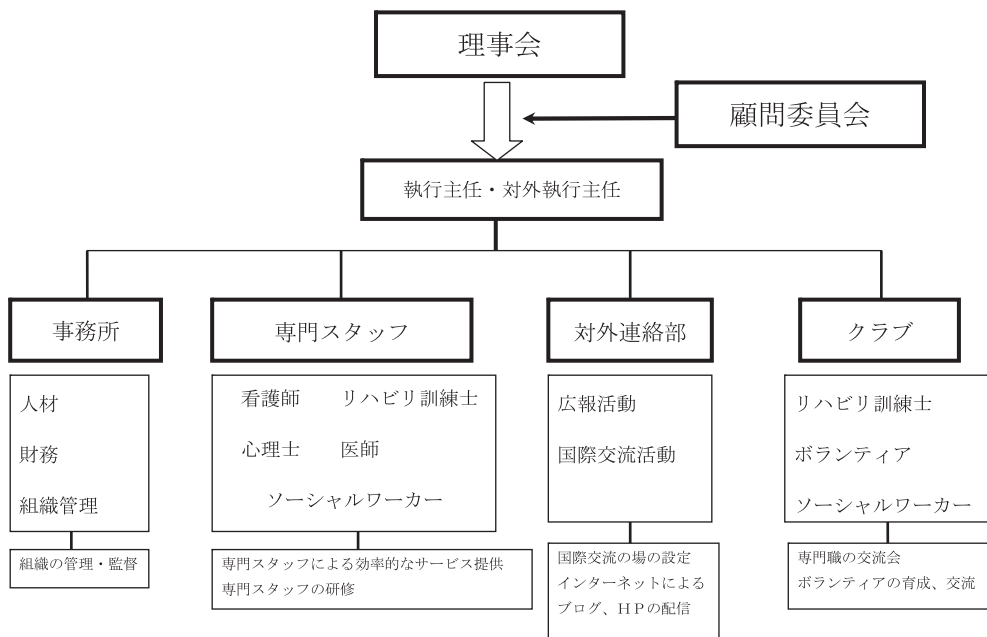 理事会
顧問委員会
執行主任・対外執行主任
事務所
専門スタッフ
対外連絡部
クラブ
人材
財務
組織管理
看護師 リハビリ訓練士
心理士 医師
ソーシャルワーカー
広報活動
国際交流活動
リハビリ訓練士
ボランティア
ソーシャルワーカー
組織の管理・監督
専門スタッフによる効率的なサービス提供
専門スタッフの研修
国際交流の場の設定
インターネットによる
ブログ、HPの配信
専門職の交流会
ボランティアの育成、交流